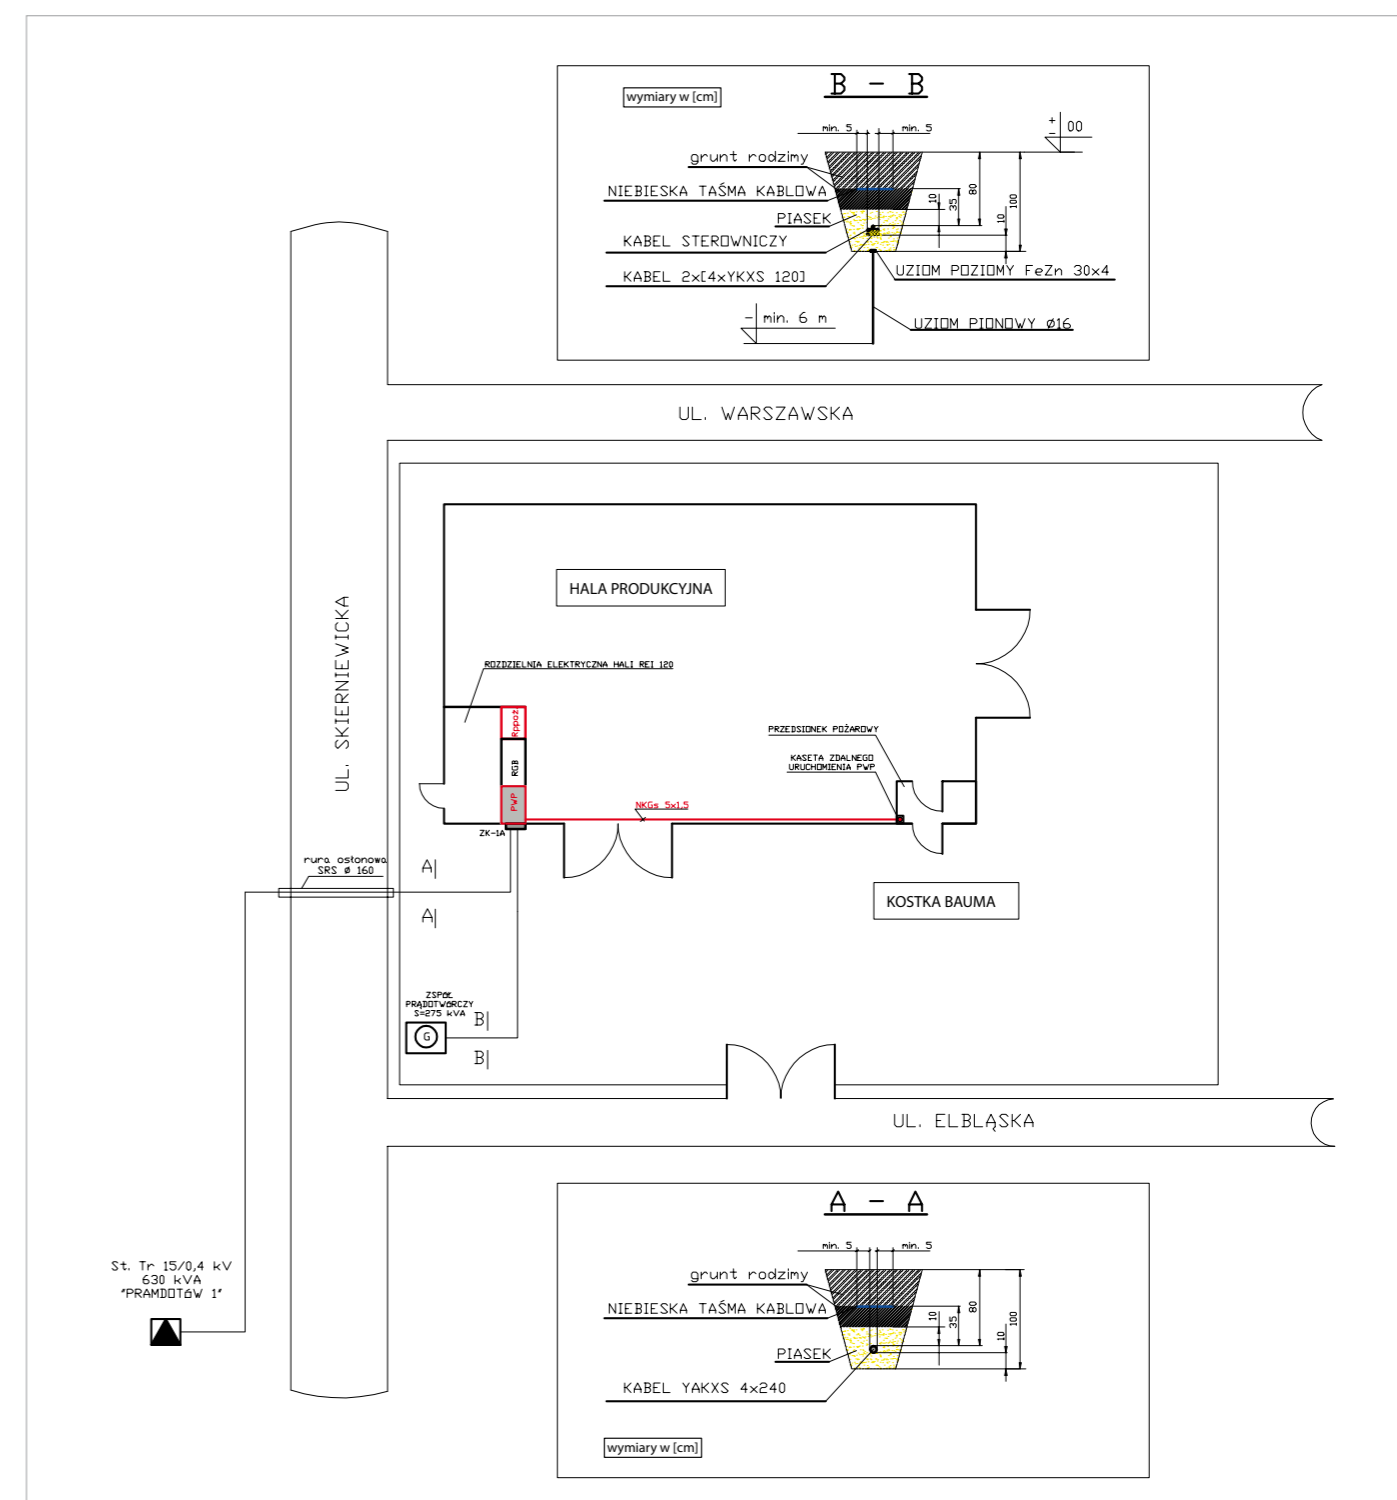 B - B
wymiary w [cm]
min. 5
min. 5
+
-
00
grunt rodzimy
NIEBIESKA TAŚMA KABLOWA
PIASEK
KABEL STEROWNICZY
KABEL 2x[4xYKXS 120]
10
35
80
100
10
UZIOM POZIOMY FeZn 30x4
- min. 6 m
UZIOM PIONOWY Ø16
UL. WARSZAWSKA
HALA PRODUKCYJNA
UL. SKIERNIEWICKA
ROZDZIELNIA ELEKTRYCZNA HALI REI 120
Rppoż
RGB
PWP
PRZEDSIONEK POŻAROWY
KASETA ZDALNEGO
URUCHOMIENIA PWP
NKGs 5x1,5
ZK-1A
rura osłonowa
SRS Ø 160
A
A
KOSTKA BAUMA
ZSPÓŁ
PRĄDOTWÓRCZY
S=275 kVA
G
B
B
UL. ELBLĄSKA
A - A
min. 5
min. 5
grunt rodzimy
NIEBIESKA TAŚMA KABLOWA
PIASEK
KABEL YAKXS 4x240
10
35
80
100
10
wymiary w [cm]
St. Tr 15/0,4 kV
630 kVA
"PRAMDOTÓW 1"